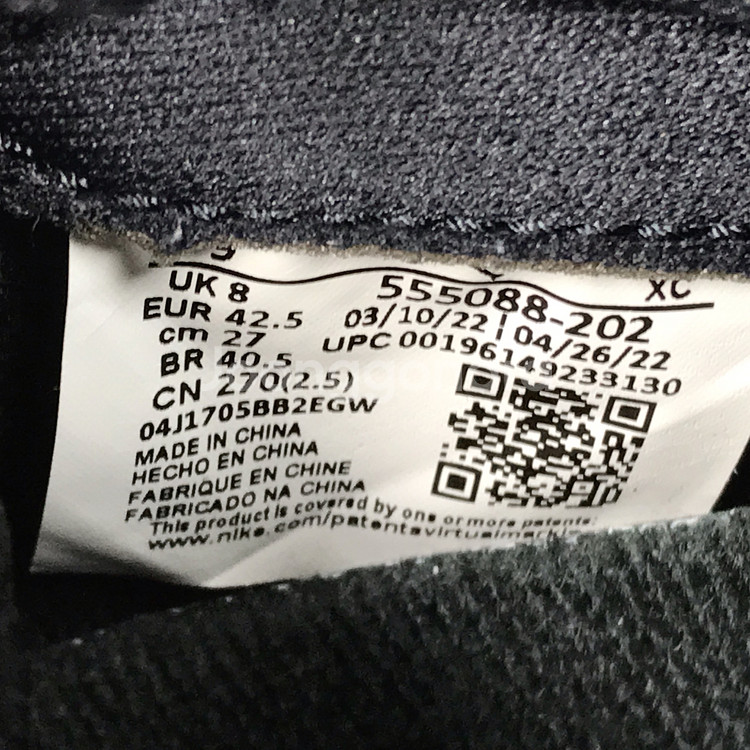 XC
UK 8
EUR 42.5
cm 27
BR 40.5
CN 270(2.5)
04J1705BB2EGW
555088-202
03/10/22 | 04/26/22
UPC 00196149233130
MADE IN CHINA
HECHO EN CHINA
FABRIQUE EN CHINE
FABRICADO NA CHINA
This product is covered by one or more patents:
www.nike.com/patentsvirtualmar